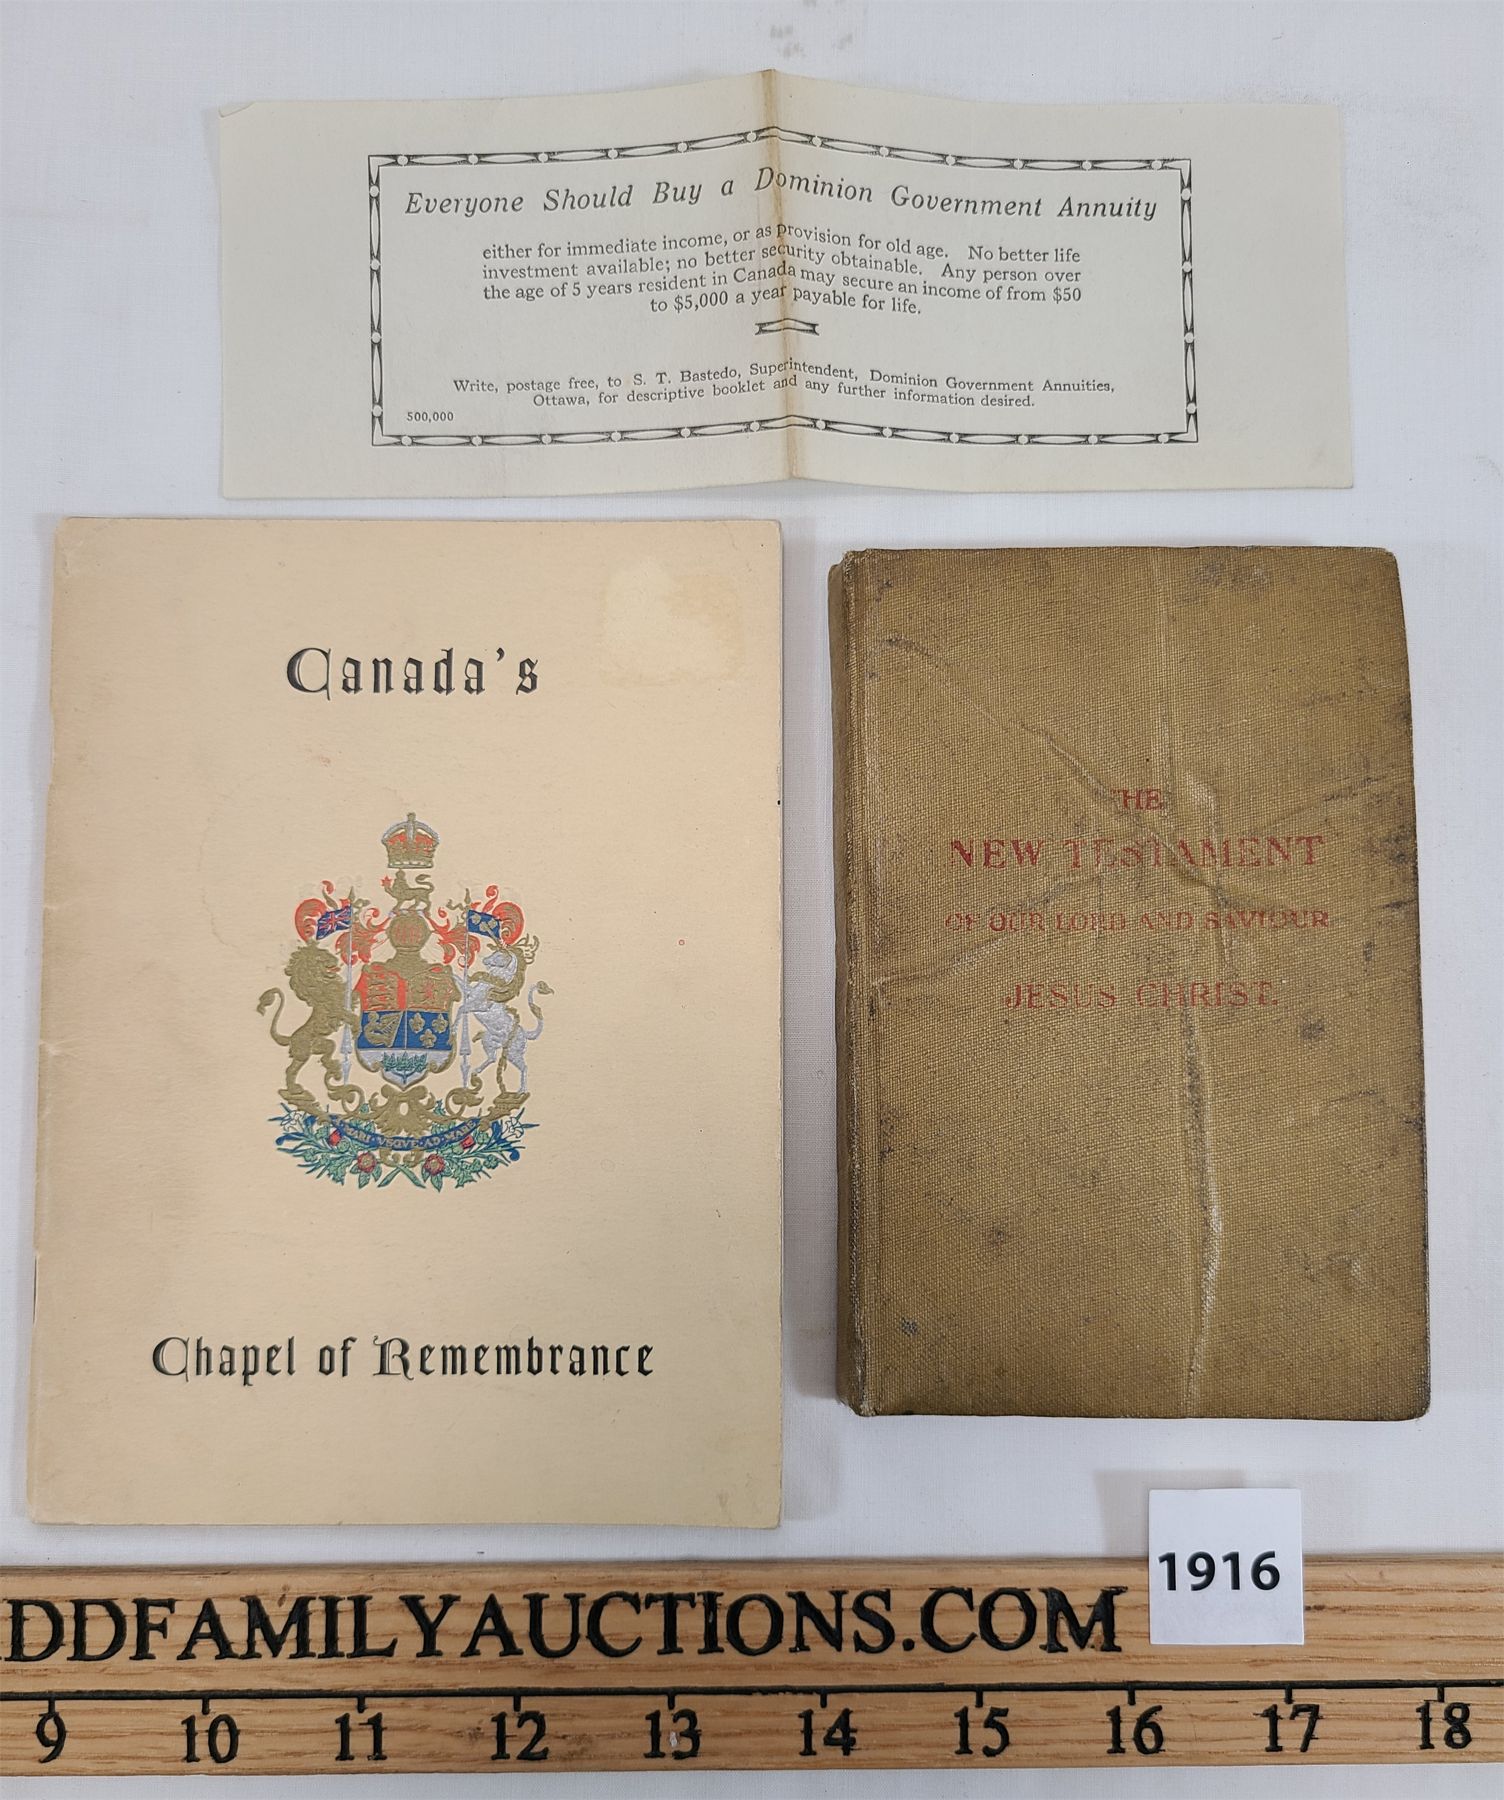 Everyone Should Buy a Dominion Government Annuity
either for immediate income, or as provision for old age. No better life
investment available; no better security obtainable. Any person over
the age of 5 years resident in Canada may secure an income of from $50
to $5,000 a year payable for life.
Write, postage free, to S. T. Bastedo, Superintendent, Dominion Government Annuities,
Ottawa, for descriptive booklet and any further information desired.
500,000
Canada's
MARI·VSQVE·AD·MARE
Chapel of Remembrance
THE
NEW TESTAMENT
OF OUR LORD AND SAVIOUR
JESUS CHRIST.
1916
DDFAMILYAUCTIONS.COM
9 10 11 12 13 14 15 16 17 18